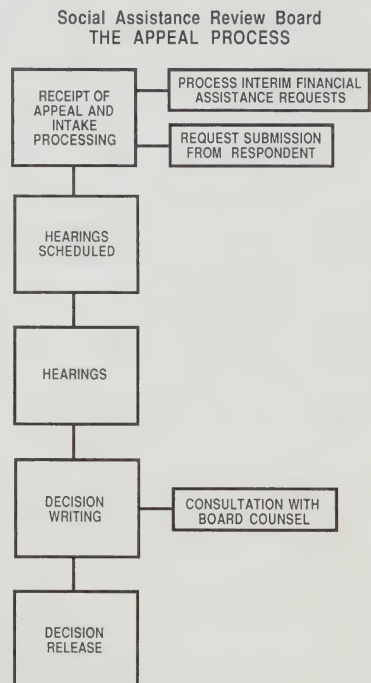 Social Assistance Review Board
THE APPEAL PROCESS
RECEIPT OF
APPEAL AND
INTAKE
PROCESSING
PROCESS INTERIM FINANCIAL
ASSISTANCE REQUESTS
REQUEST SUBMISSION
FROM RESPONDENT
HEARINGS
SCHEDULED
HEARINGS
DECISION
WRITING
CONSULTATION WITH
BOARD COUNSEL
DECISION
RELEASE